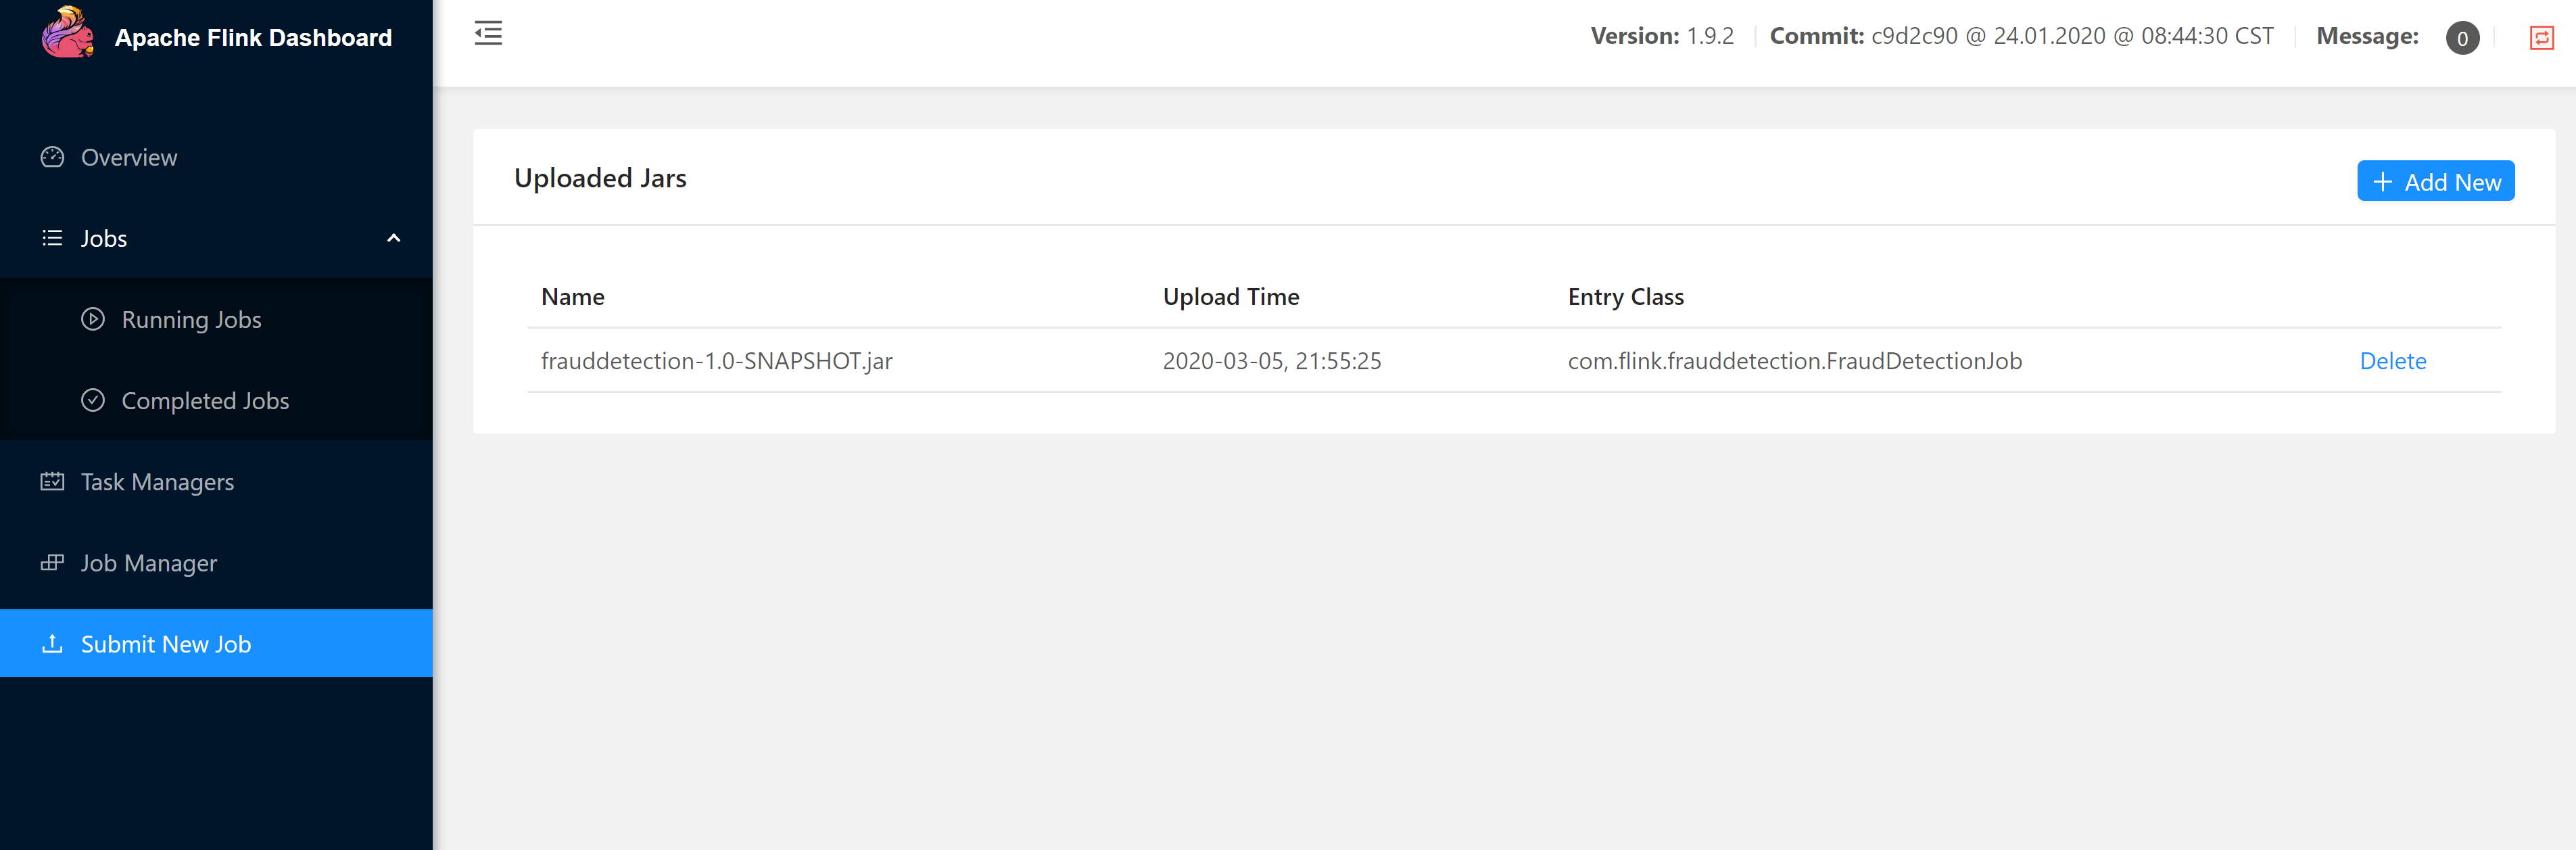 Apache Flink Dashboard
Version: 1.9.2 Commit: c9d2c90 @ 24.01.2020 @ 08:44:30 CST Message: 0
Overview
Jobs
Running Jobs
Completed Jobs
Task Managers
Job Manager
Submit New Job
Uploaded Jars
Add New
Name Upload Time Entry Class
frauddetection-1.0-SNAPSHOT.jar 2020-03-05, 21:55:25 com.flink.frauddetection.FraudDetectionJob Delete